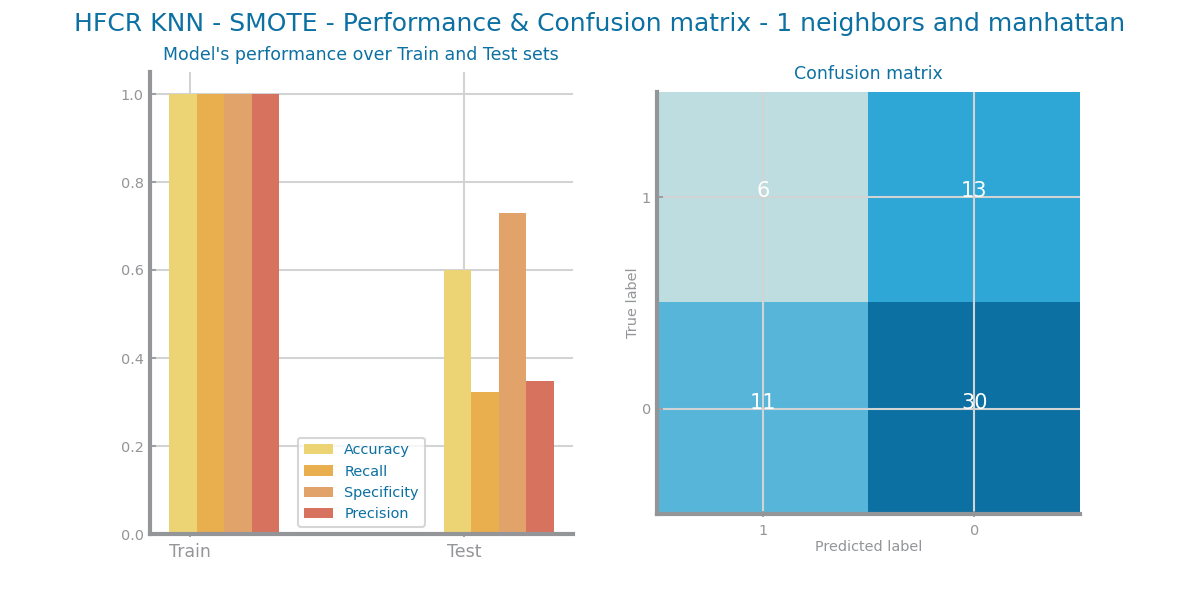 HFCR KNN - SMOTE - Performance & Confusion matrix - 1 neighbors and manhattan
Model's performance over Train and Test sets
1.0
0.8
0.6
0.4
0.2
0.0
Accuracy
Recall
Specificity
Precision
Train
Test
Confusion matrix
True label
1
0
6
13
11
30
1
0
Predicted label